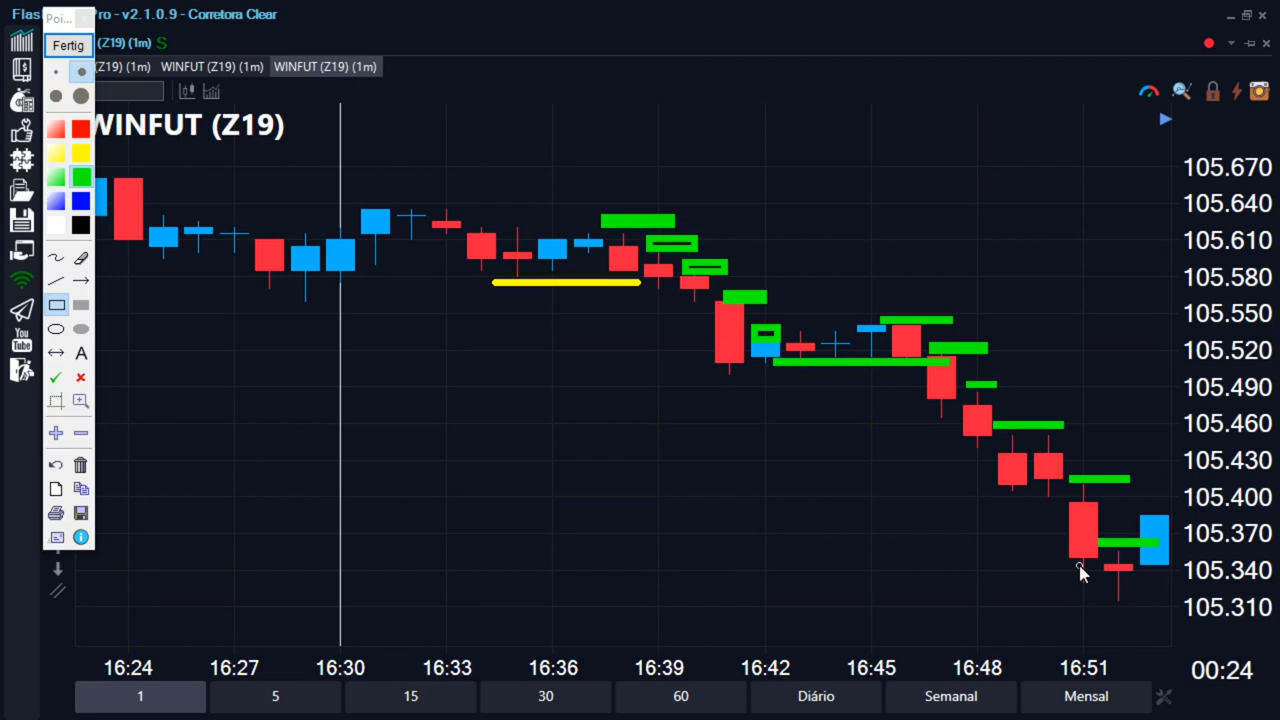 Flas Pro - v2.1.0.9 - Corretora Clear
Poi...
Fertig
(Z19) (1m) S
(Z19) (1m) WINFUT (Z19) (1m) WINFUT (Z19) (1m)
WINFUT (Z19)
105.670
105.640
105.610
105.580
105.550
105.520
105.490
105.460
105.430
105.400
105.370
105.340
105.310
A
You
Tube
16:24 16:27 16:30 16:33 16:36 16:39 16:42 16:45 16:48 16:51 00:24
1 5 15 30 60 Diário Semanal Mensal